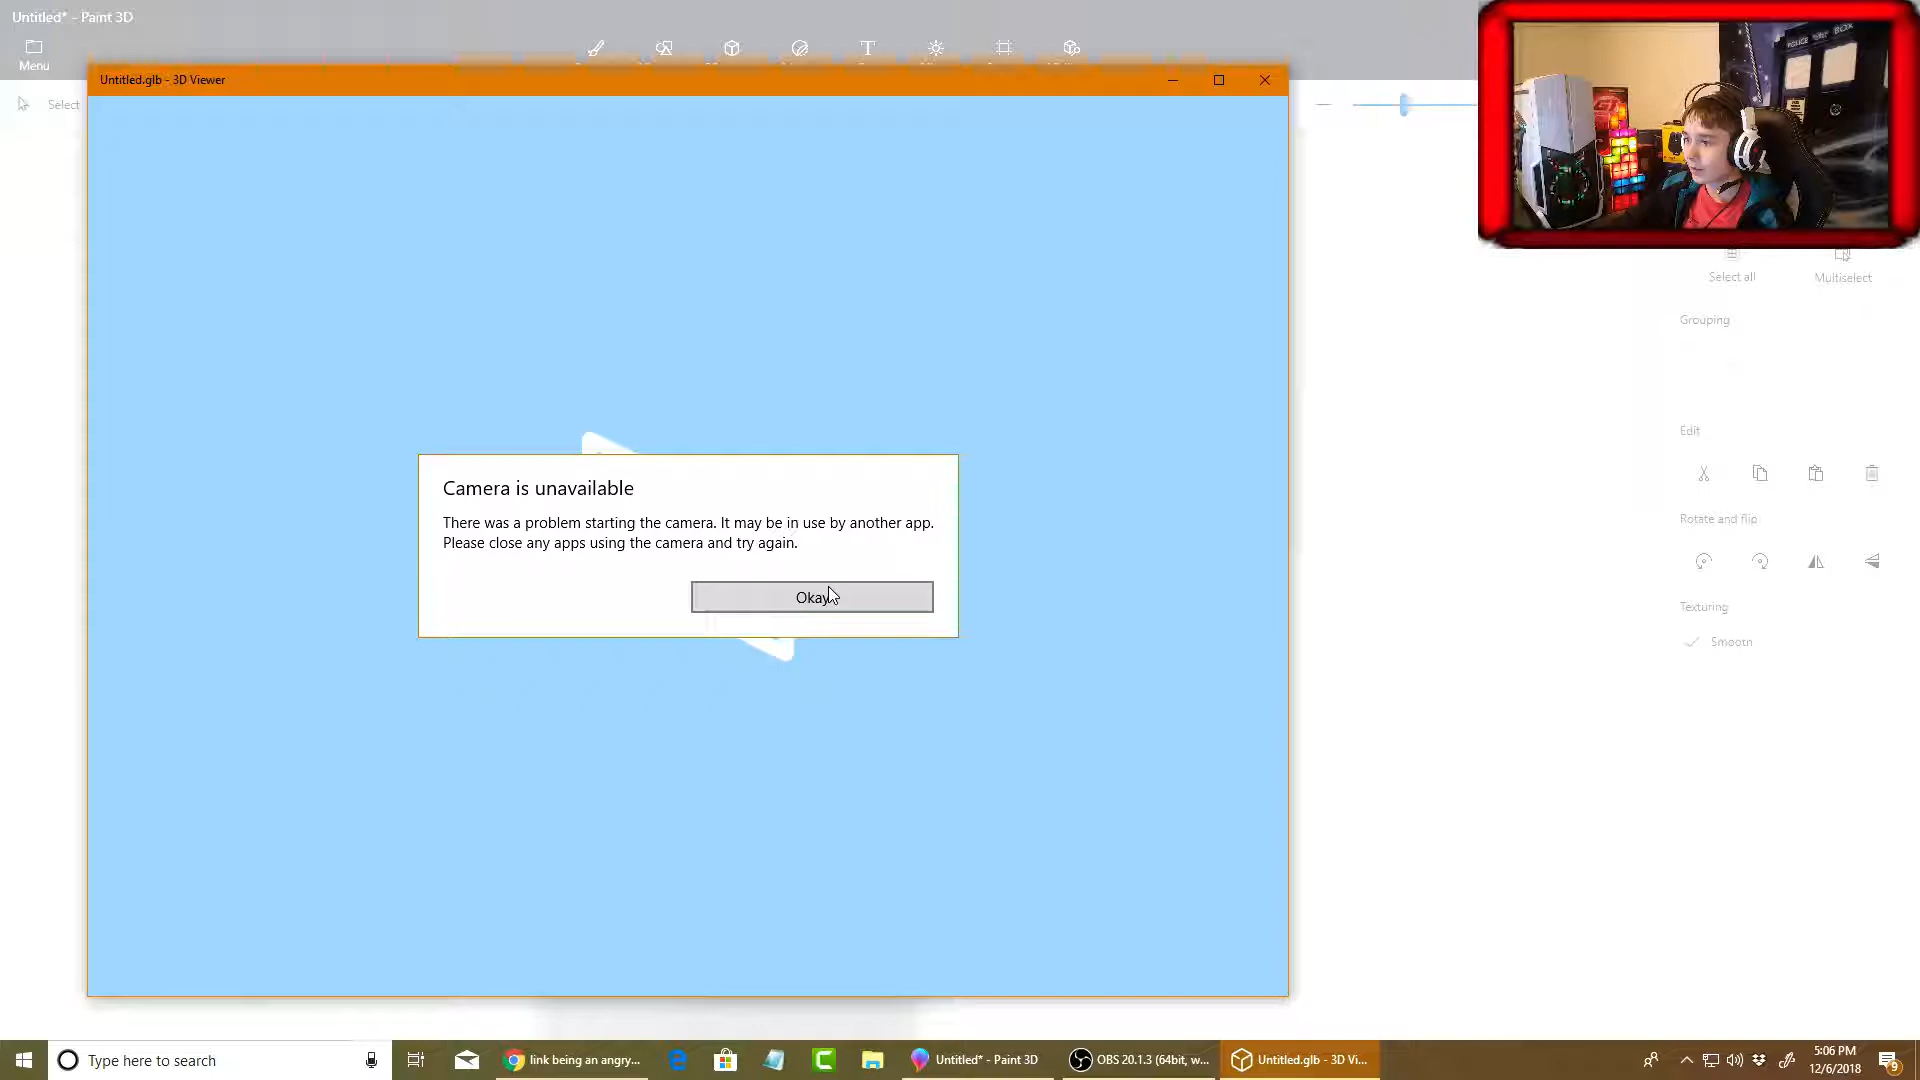 Untitled* - Paint 3D
Menu
Untitled.glb - 3D Viewer
Select
POLICE BOX
Select all
Multiselect
Grouping
Edit
Camera is unavailable
There was a problem starting the camera. It may be in use by another app.
Please close any apps using the camera and try again.
Okay
Rotate and flip
Texturing
Smooth
Type here to search
link being an angry...
Untitled* - Paint 3D
OBS 20.1.3 (64bit, w...
Untitled.glb - 3D Vi...
5:06 PM
12/6/2018
9